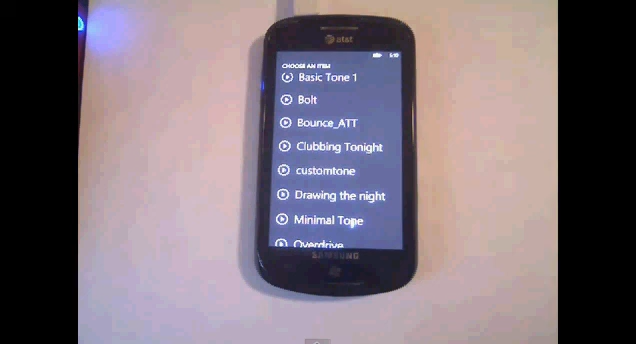 at&t
CHOOSE AN ITEM
Basic Tone 1
Bolt
Bounce_ATT
Clubbing Tonight
customtone
Drawing the night
Minimal Tone
Overdrive
SAMSUNG